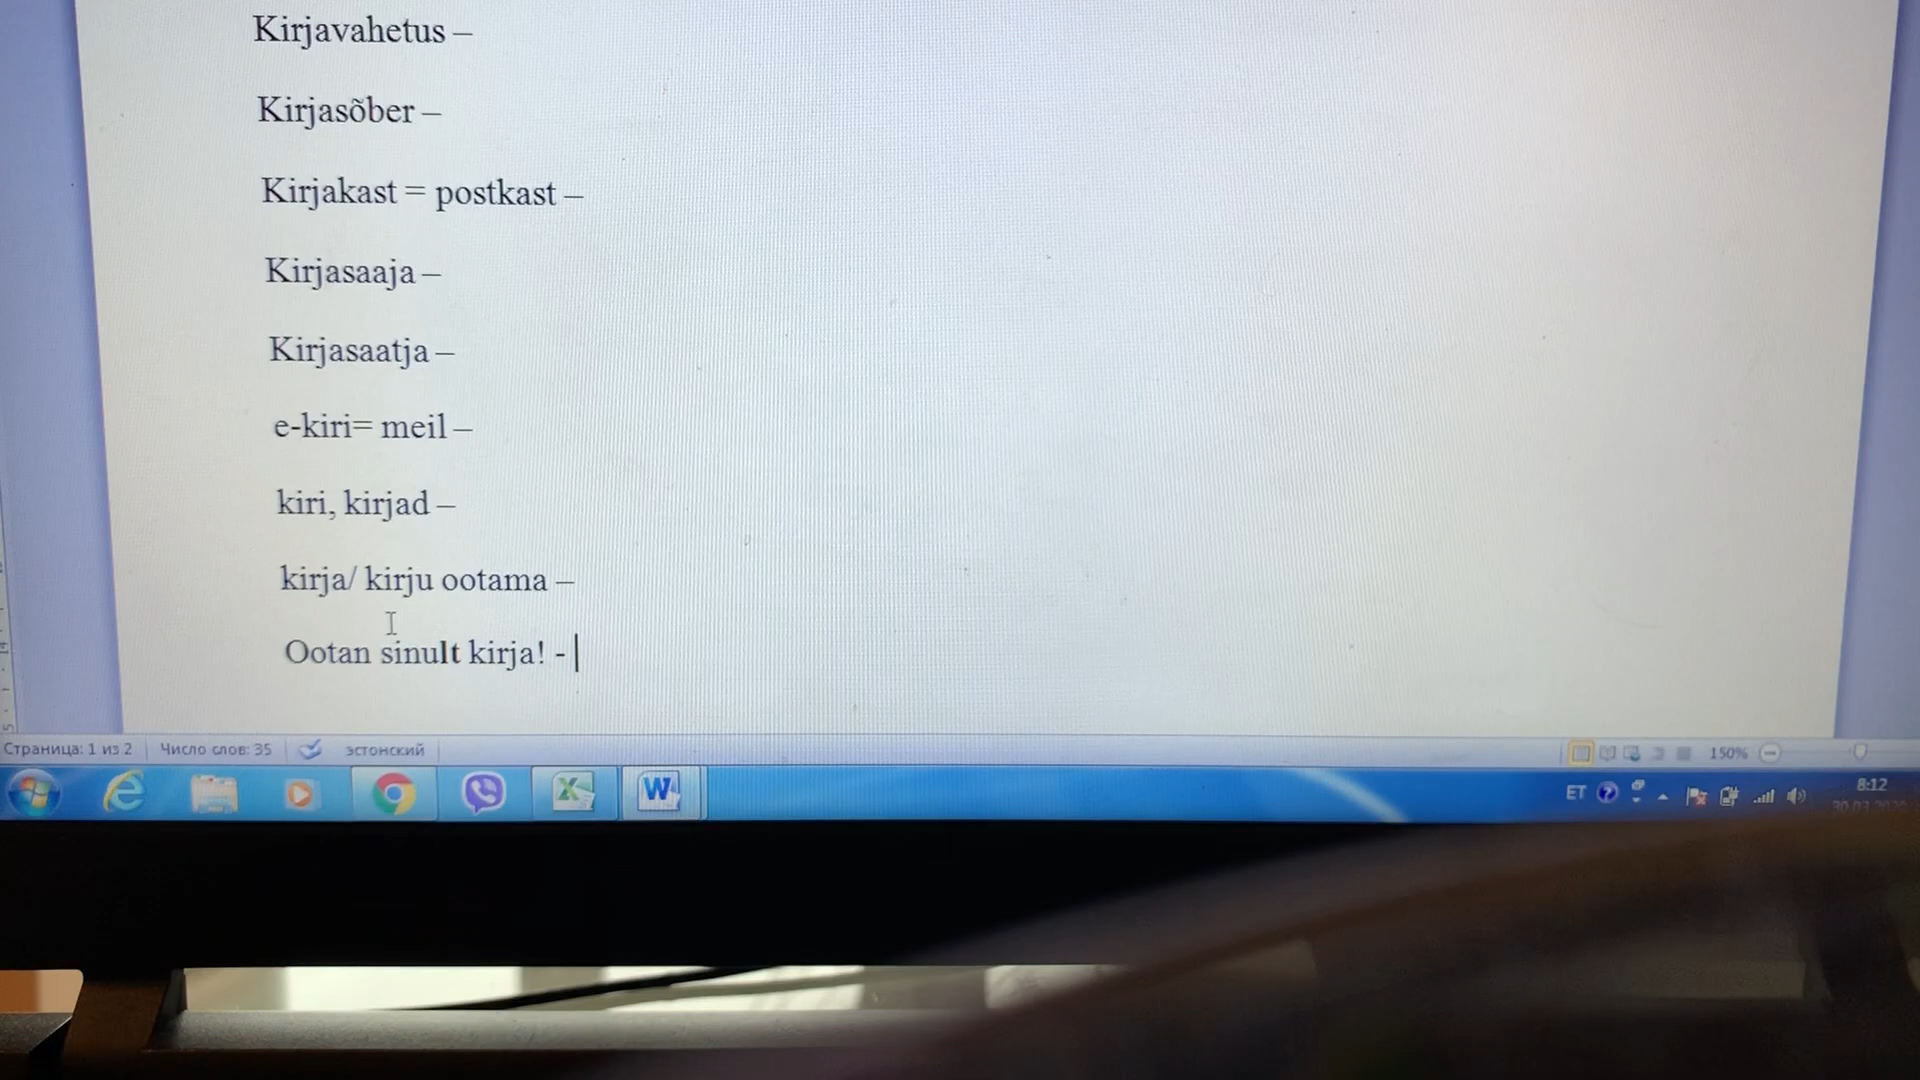 Kirjavahetus –
Kirjasõber –
Kirjakast = postkast –
Kirjasaaja –
Kirjasaatja –
e-kiri= meil –
kiri, kirjad –
kirja/ kirju ootama –
Ootan sinult kirja! -
Страница: 1 из 2 Число слов: 35 эстонский 150%
ET 8:12